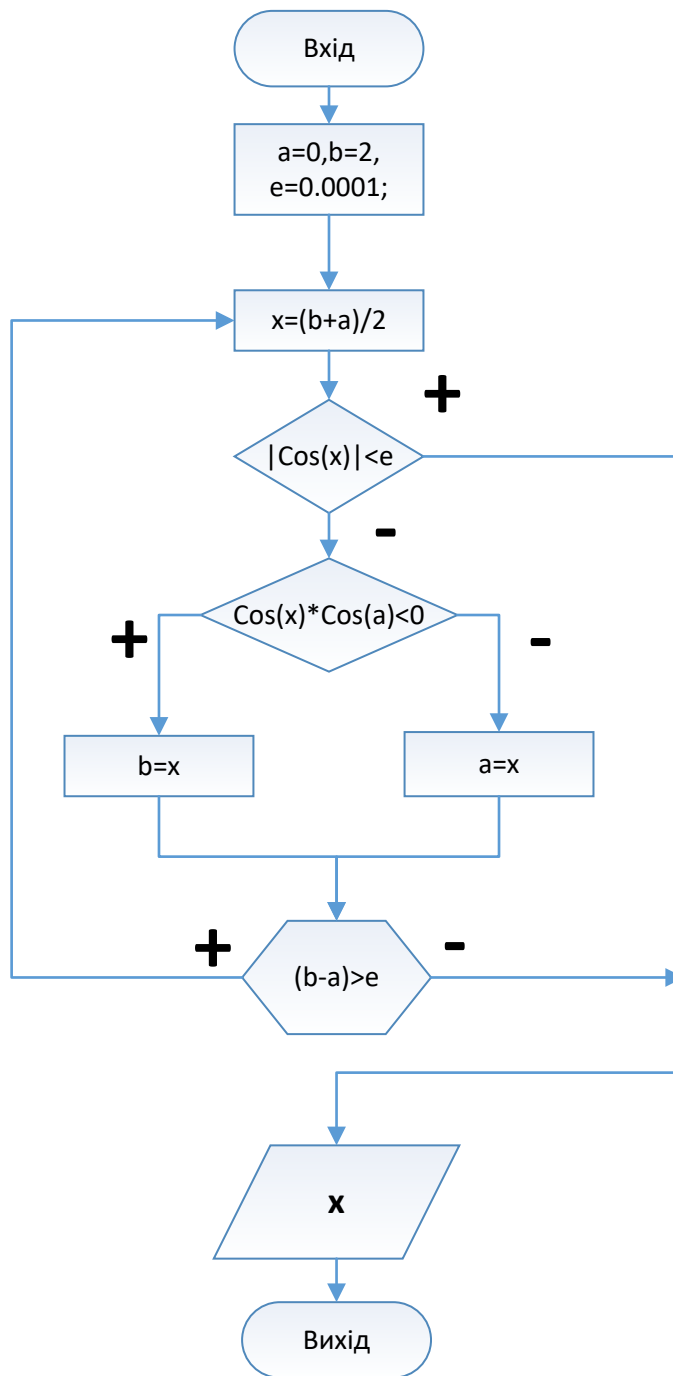 Вхід
a=0,b=2,
e=0.0001;
x=(b+a)/2
+
|Cos(x)|<e
-
Cos(x)*Cos(a)<0
+
-
b=x
a=x
+
-
(b-a)>e
x
Вихід